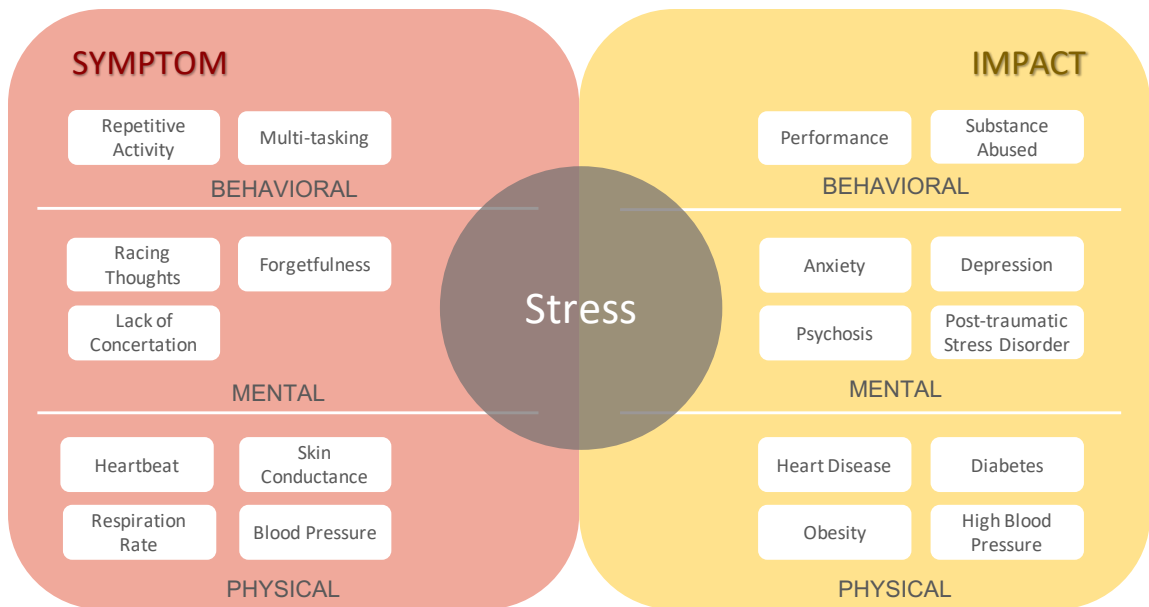 SYMPTOM
Repetitive
Activity
Multi-tasking
BEHAVIORAL
Racing
Thoughts
Forgetfulness
Lack of
Concertation
MENTAL
Heartbeat
Skin
Conductance
Respiration
Rate
Blood Pressure
PHYSICAL
Stress
IMPACT
Performance
Substance
Abused
BEHAVIORAL
Anxiety
Depression
Psychosis
Post-traumatic
Stress Disorder
MENTAL
Heart Disease
Diabetes
Obesity
High Blood
Pressure
PHYSICAL